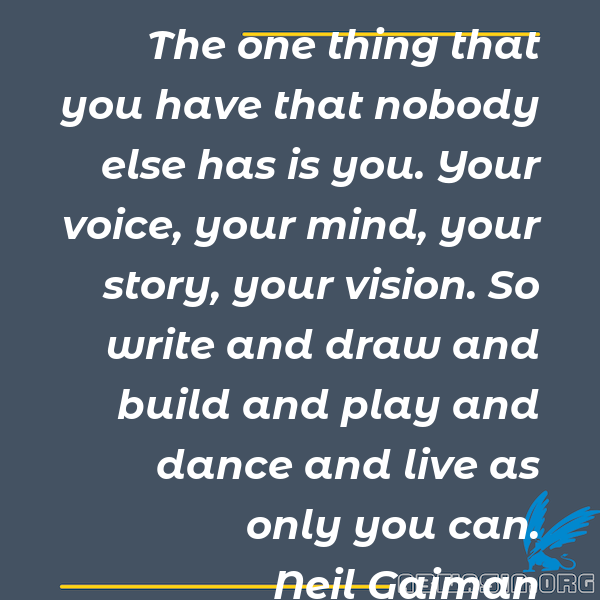 The one thing that
you have that nobody
else has is you. Your
voice, your mind, your
story, your vision. So
write and draw and
build and play and
dance and live as
only you can.
Neil Gaiman